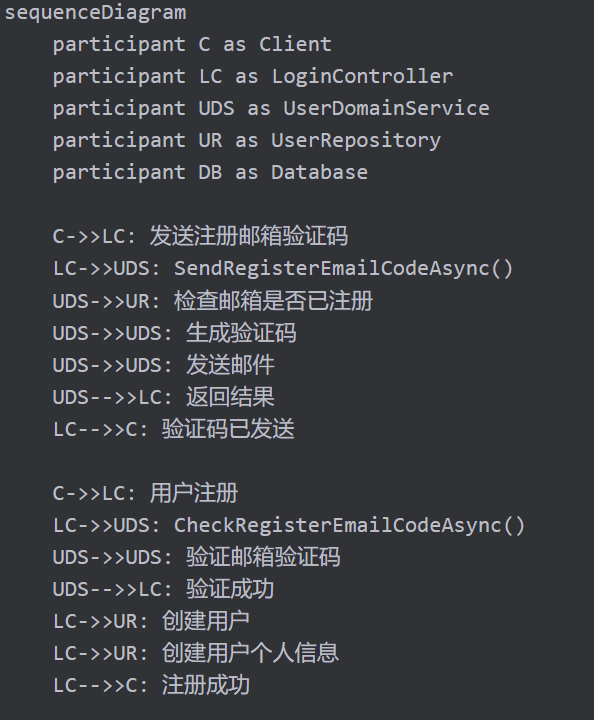 sequenceDiagram
participant C as Client
participant LC as LoginController
participant UDS as UserDomainService
participant UR as UserRepository
participant DB as Database
C->>LC: 发送注册邮箱验证码
LC->>UDS: SendRegisterEmailCodeAsync()
UDS->>UR: 检查邮箱是否已注册
UDS->>UDS: 生成验证码
UDS->>UDS: 发送邮件
UDS-->>LC: 返回结果
LC-->>C: 验证码已发送
C->>LC: 用户注册
LC->>UDS: CheckRegisterEmailCodeAsync()
UDS->>UDS: 验证邮箱验证码
UDS-->>LC: 验证成功
LC->>UR: 创建用户
LC->>UR: 创建用户个人信息
LC-->>C: 注册成功